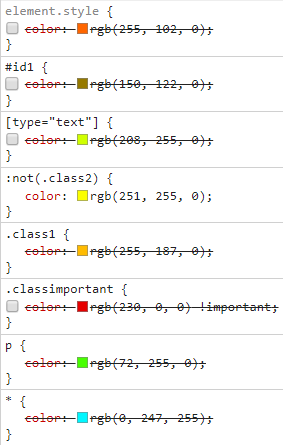 element.style {
color: rgb(255, 102, 0);
}
#id1 {
color: rgb(150, 122, 0);
}
[type="text"] {
color: rgb(208, 255, 0);
}
:not(.class2) {
color: rgb(251, 255, 0);
}
.class1 {
color: rgb(255, 187, 0);
}
.classimportant {
color: rgb(230, 0, 0) !important;
}
p {
color: rgb(72, 255, 0);
}
* {
color: rgb(0, 247, 255);
}